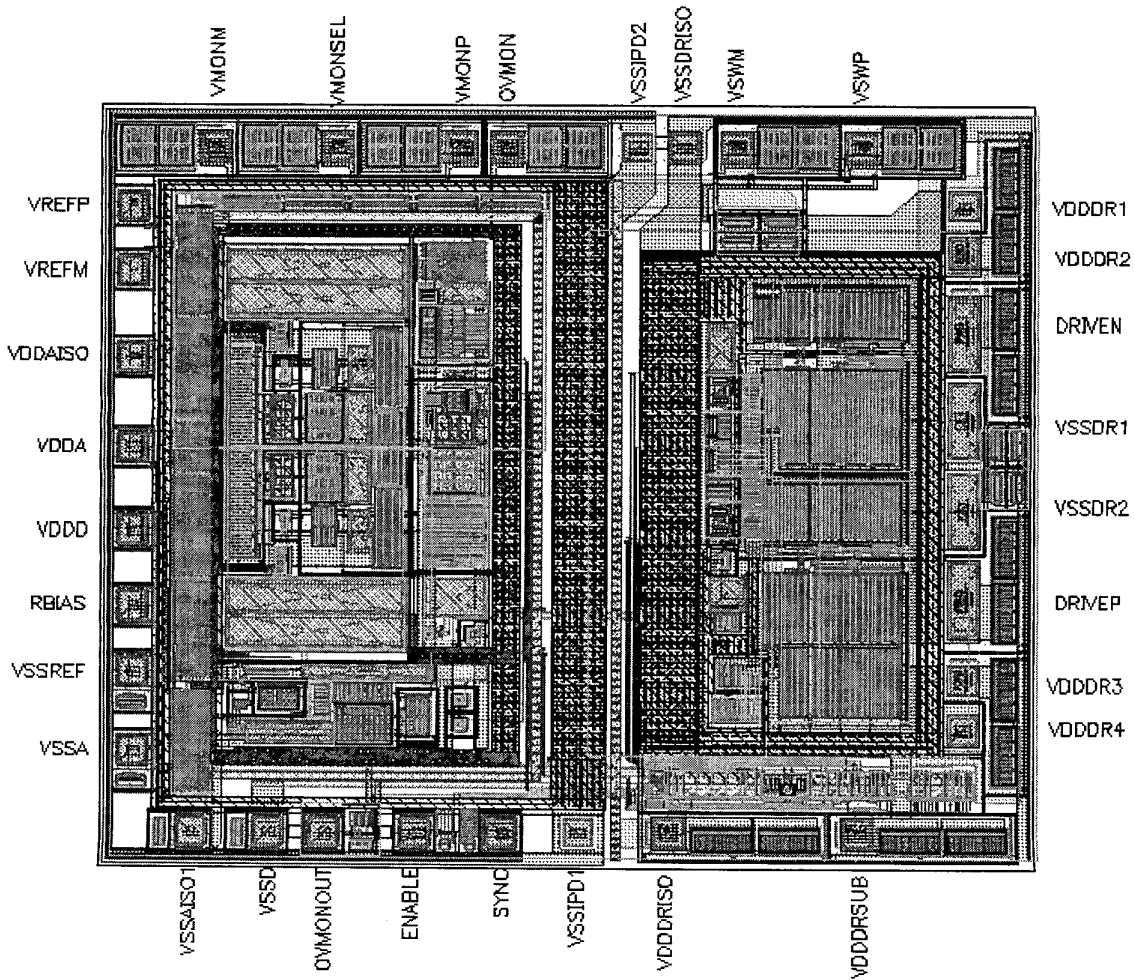 VMONM
VMONSEL
VMONP
OVMON
VSSIPD2
VSSDRISO
VSWM
VSWP
VREFP
VREFM
VDDAISO
VDDA
VDDD
RBIAS
VSSREF
VSSA
VDDDR1
VDDDR2
DRIVEN
VSSDR1
VSSDR2
DRIVEP
VDDDR3
VDDDR4
VSSAISO1
VSSD
OVMONOUT
ENABLE
SYNC
VSSIPD1
VDDDRISO
VDDDRSUB